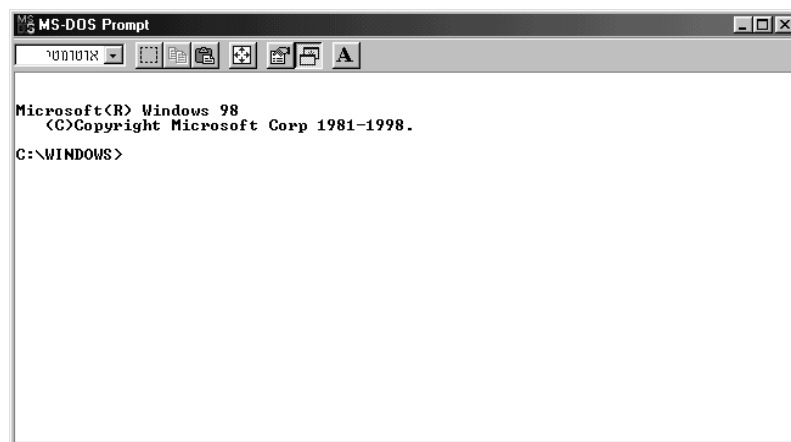 MS-DOS Prompt
אוטומטי
A
Microsoft(R) Windows 98
(C)Copyright Microsoft Corp 1981-1998.
C:\WINDOWS>